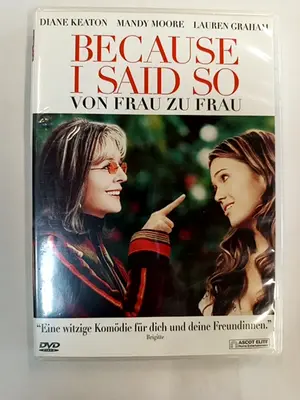 DIANE KEATON MANDY MOORE LAUREN GRAHAM
BECAUSE
I SAID SO
VON FRAU ZU FRAU
"Eine witzige Komödie für dich und deine Freundinnen."
Brigitte
DVD
ASCOT ELITE